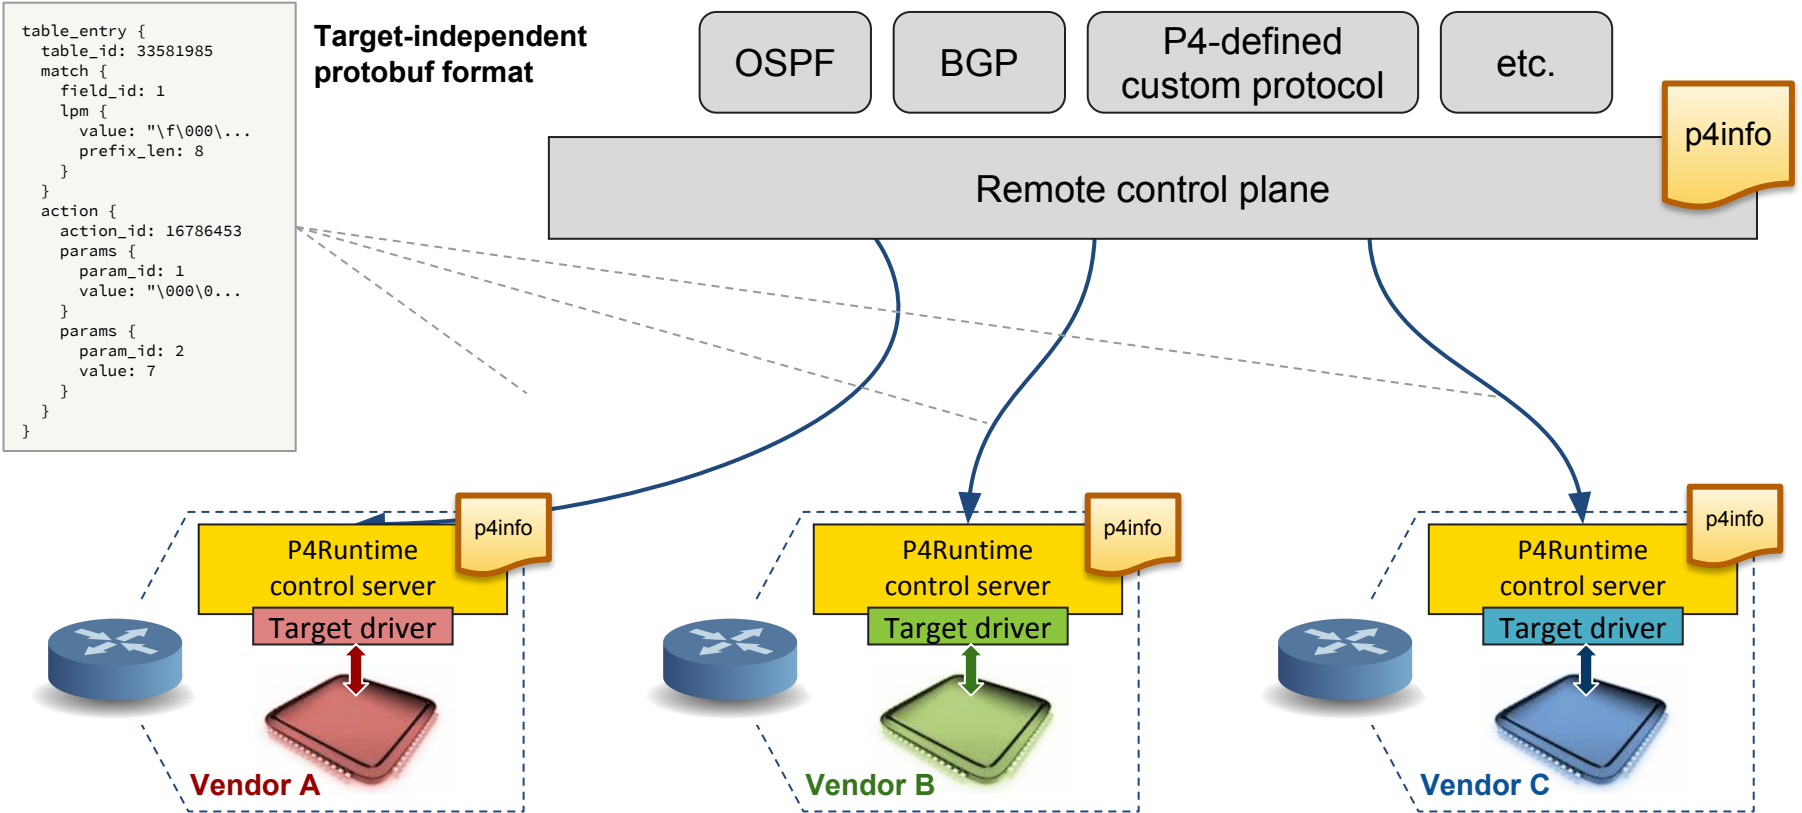 table_entry {
  table_id: 33581985
  match {
    field_id: 1
    lpm {
      value: "\f\000\...
      prefix_len: 8
    }
  }
  action {
    action_id: 16786453
    params {
      param_id: 1
      value: "\000\0...
    }
    params {
      param_id: 2
      value: 7
    }
  }
}
Target-independent
protobuf format
OSPF
BGP
P4-defined
custom protocol
etc.
p4info
Remote control plane
p4info
P4Runtime
control server
Target driver
Vendor A
p4info
P4Runtime
control server
Target driver
Vendor B
p4info
P4Runtime
control server
Target driver
Vendor C